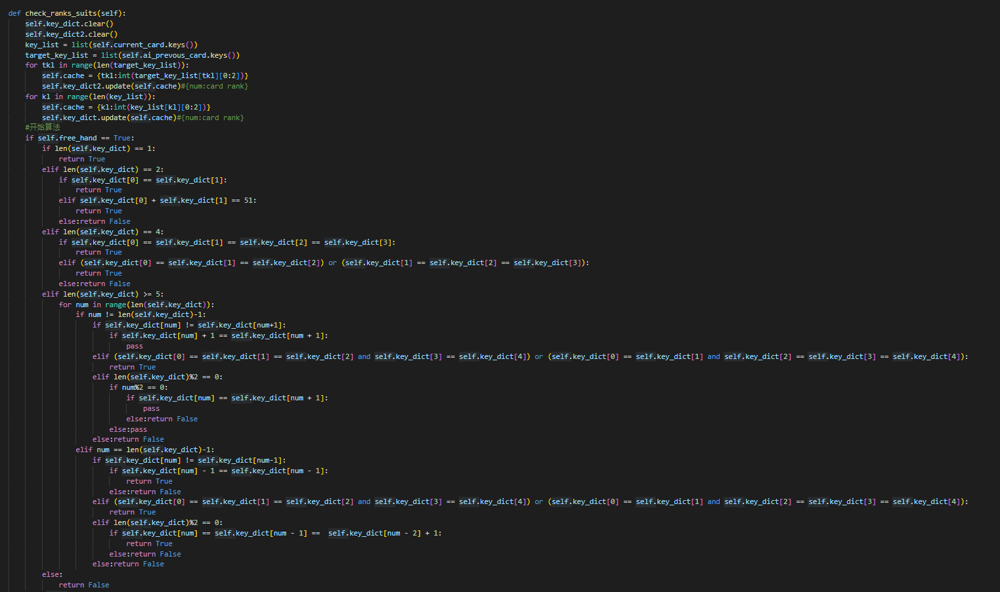 def check_ranks_suits(self):
    self.key_dict.clear()
    self.key_dict2.clear()
    key_list = list(self.current_card.keys())
    target_key_list = list(self.ai_prevous_card.keys())
    for tkl in range(len(target_key_list)):
        self.cache = {tkl:int(target_key_list[tkl][0:2])}
        self.key_dict2.update(self.cache)#{num:card rank}
    for kl in range(len(key_list)):
        self.cache = {kl:int(key_list[kl][0:2])}
        self.key_dict.update(self.cache)#{num:card rank}
    #开始算法
    if self.free_hand == True:
        if len(self.key_dict) == 1:
            return True
        elif len(self.key_dict) == 2:
            if self.key_dict[0] == self.key_dict[1]:
                return True
            elif self.key_dict[0] + self.key_dict[1] == 51:
                return True
            else:return False
        elif len(self.key_dict) == 4:
            if self.key_dict[0] == self.key_dict[1] == self.key_dict[2] == self.key_dict[3]:
                return True
            elif (self.key_dict[0] == self.key_dict[1] == self.key_dict[2]) or (self.key_dict[1] == self.key_dict[2] == self.key_dict[3]):
                return True
            else:return False
        elif len(self.key_dict) >= 5:
            for num in range(len(self.key_dict)):
                if num != len(self.key_dict)-1:
                    if self.key_dict[num] != self.key_dict[num+1]:
                        if self.key_dict[num] + 1 == self.key_dict[num + 1]:
                            pass
                    elif (self.key_dict[0] == self.key_dict[1] == self.key_dict[2] and self.key_dict[3] == self.key_dict[4]) or (self.key_dict[0] == self.key_dict[1] and self.key_dict[2] == self.key_dict[3] == self.key_dict[4]):
                        return True
                    elif len(self.key_dict)%2 == 0:
                        if num%2 == 0:
                            if self.key_dict[num] == self.key_dict[num + 1]:
                                pass
                            else:return False
                        else:pass
                    else:return False
                elif num == len(self.key_dict)-1:
                    if self.key_dict[num] != self.key_dict[num-1]:
                        if self.key_dict[num] - 1 == self.key_dict[num - 1]:
                            return True
                        else:return False
                    elif (self.key_dict[0] == self.key_dict[1] == self.key_dict[2] and self.key_dict[3] == self.key_dict[4]) or (self.key_dict[0] == self.key_dict[1] and self.key_dict[2] == self.key_dict[3] == self.key_dict[4]):
                        return True
                    elif len(self.key_dict)%2 == 0:
                        if self.key_dict[num] == self.key_dict[num - 1] ==  self.key_dict[num - 2] + 1:
                            return True
                        else:return False
                    else:return False
        else:
            return False